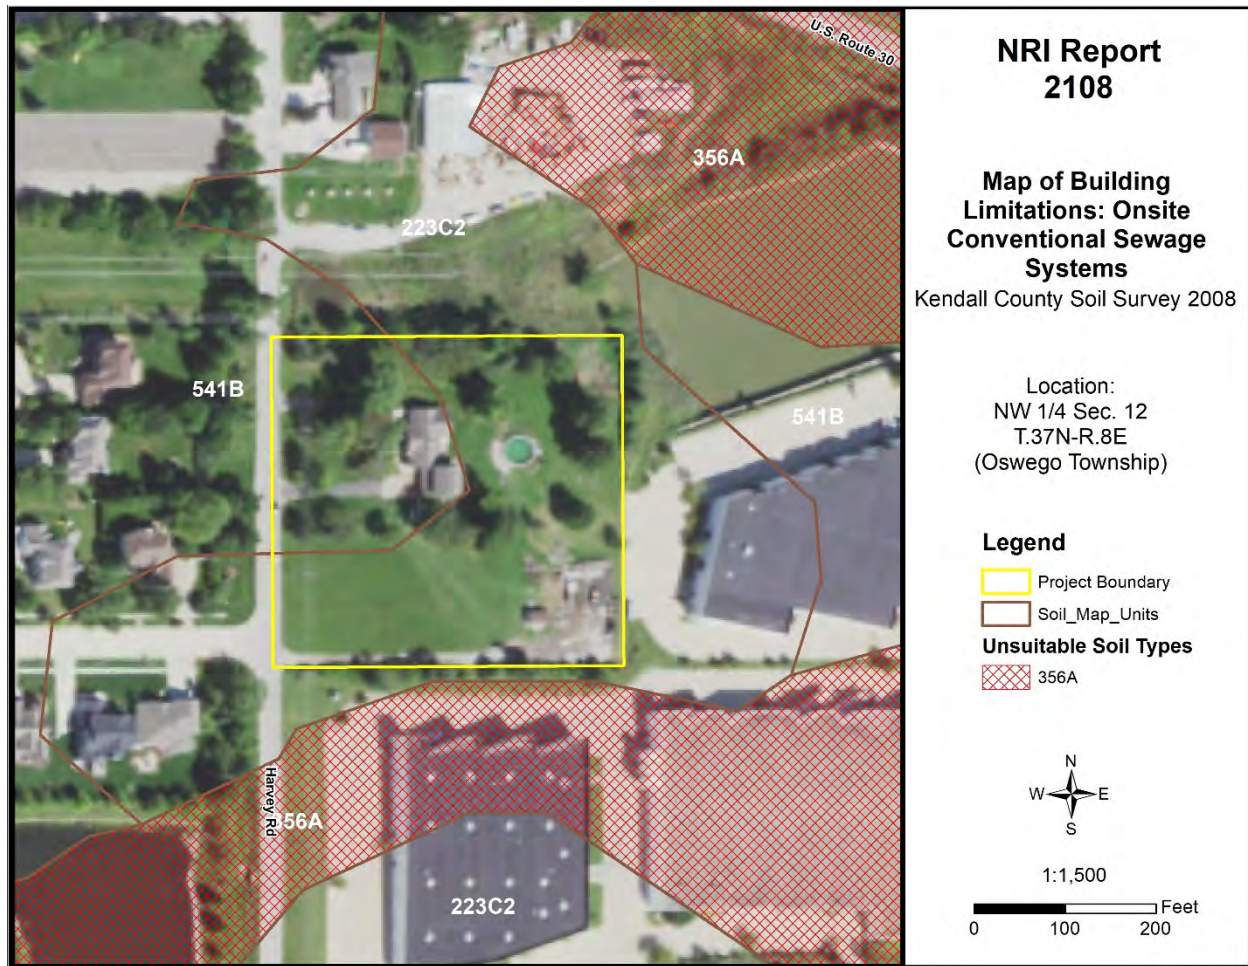 U.S. Route 30
356A
223C2
541B
541B
Harvey Rd
356A
223C2
NRI Report
2108
Map of Building
Limitations: Onsite
Conventional Sewage
Systems
Kendall County Soil Survey 2008
Location:
NW 1/4 Sec. 12
T.37N-R.8E
(Oswego Township)
Legend
Project Boundary
Soil_Map_Units
Unsuitable Soil Types
356A
N
W E
S
1:1,500
Feet
0 100 200